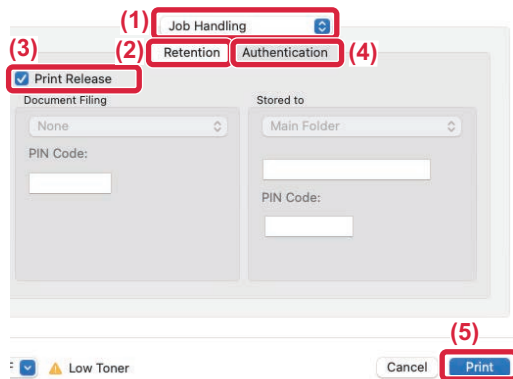 (1) Job Handling
(3) (2) Retention Authentication (4)
Print Release
Document Filing Stored to
None Main Folder
PIN Code:
PIN Code:
(5)
F Low Toner Cancel Print